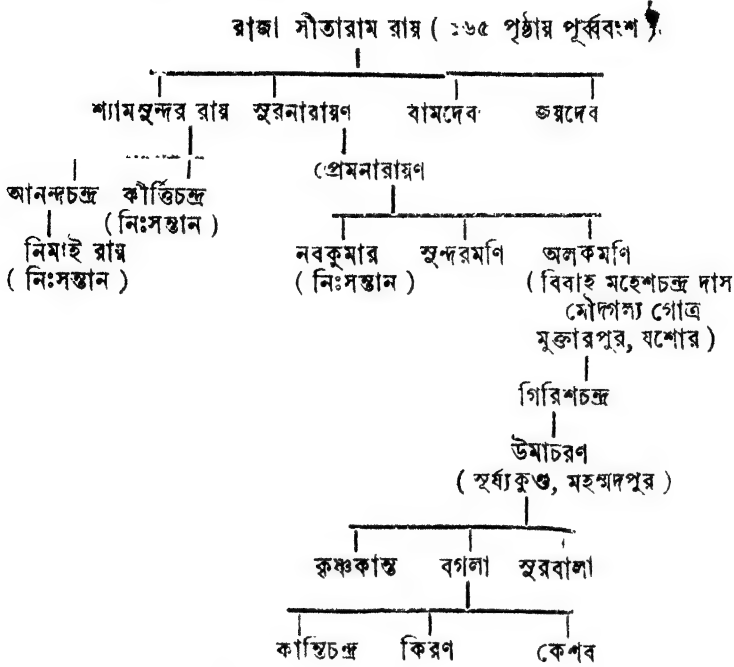 রাজা সীতারাম রায় ( ১৬৫ পৃষ্ঠায় পূর্ব্ববংশ )
শ্যামসুন্দর রায় সুরনারায়ণ বামদেব জয়দেব
প্রেমনারায়ণ
আনন্দচন্দ্র কীর্ত্তিচন্দ্র
( নিঃসন্তান )
নিমাই রায়
( নিঃসন্তান )
নবকুমার সুন্দরমণি অলকমণি
( নিঃসন্তান ) ( বিবাহ মহেশচন্দ্র দাস
মৌদ্গল্য গোত্র
মুক্তারপুর, যশোর )
গিরিশচন্দ্র
উমাচরণ
( সূর্য্যকুণ্ড, মহম্মদপুর )
কৃষ্ণকান্ত বগলা সুরবালা
কান্তিচন্দ্র কিরণ কেশব